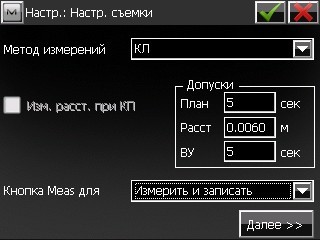 M Настр.: Настр. съемки
Метод измерений КЛ
Допуски
План 5 сек
Изм. расст. при КП
Расст 0.0060 м
ВУ 5 сек
Кнопка Meas для Измерить и записать
Далее >>